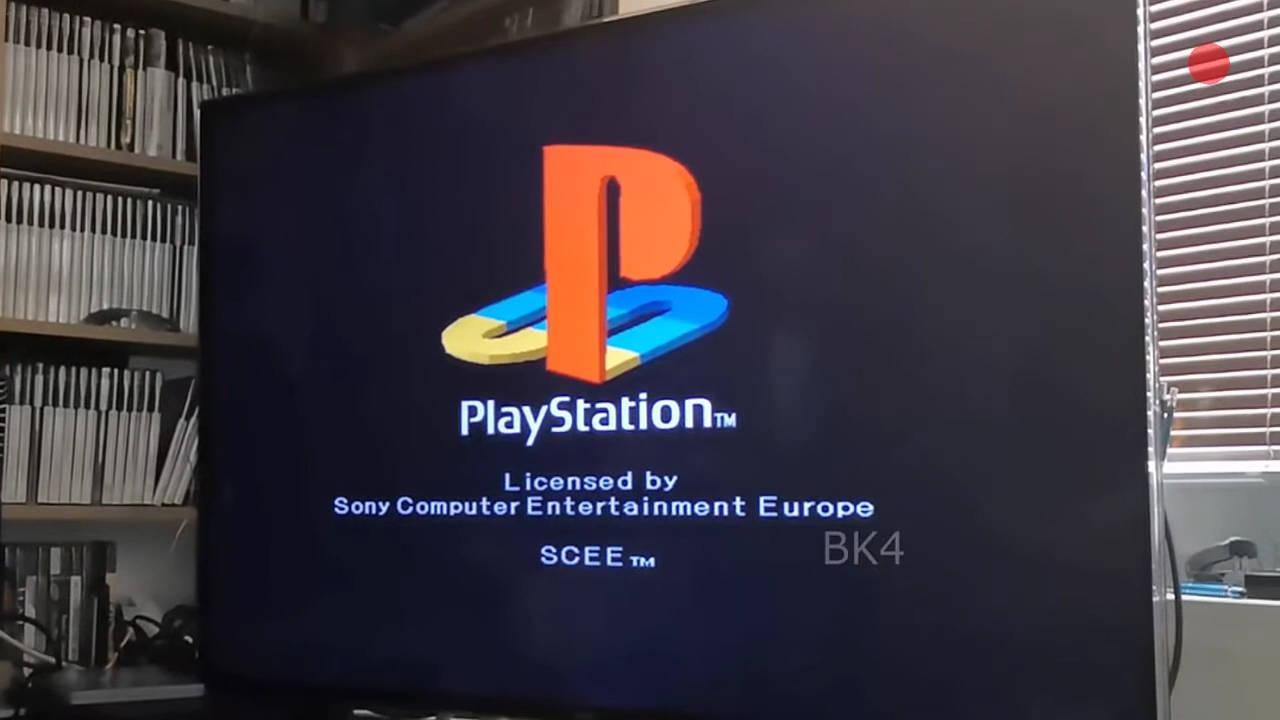 PlayStation™
Licensed by
Sony Computer Entertainment Europe
SCEE™
BK4